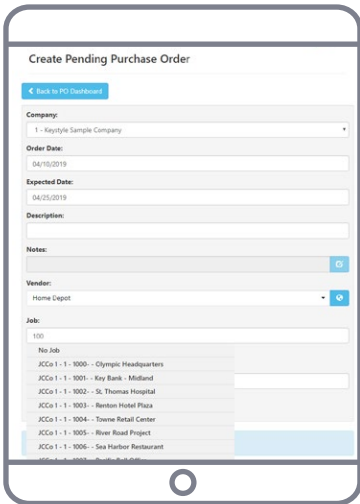 Create Pending Purchase Order
Back to PO Dashboard
Company:
1 - Keystyle Sample Company
Order Date:
04/10/2019
Expected Date:
04/25/2019
Description:
Notes:
Vendor:
Home Depot
Job:
100
No Job
JCCo 1 - 1 - 1000- - Olympic Headquarters
JCCo 1 - 1 - 1001- - Key Bank - Midland
JCCo 1 - 1 - 1002- - St. Thomas Hospital
JCCo 1 - 1 - 1003- - Renton Hotel Plaza
JCCo 1 - 1 - 1004- - Towne Retail Center
JCCo 1 - 1 - 1005- - River Road Project
JCCo 1 - 1 - 1006- - Sea Harbor Restaurant